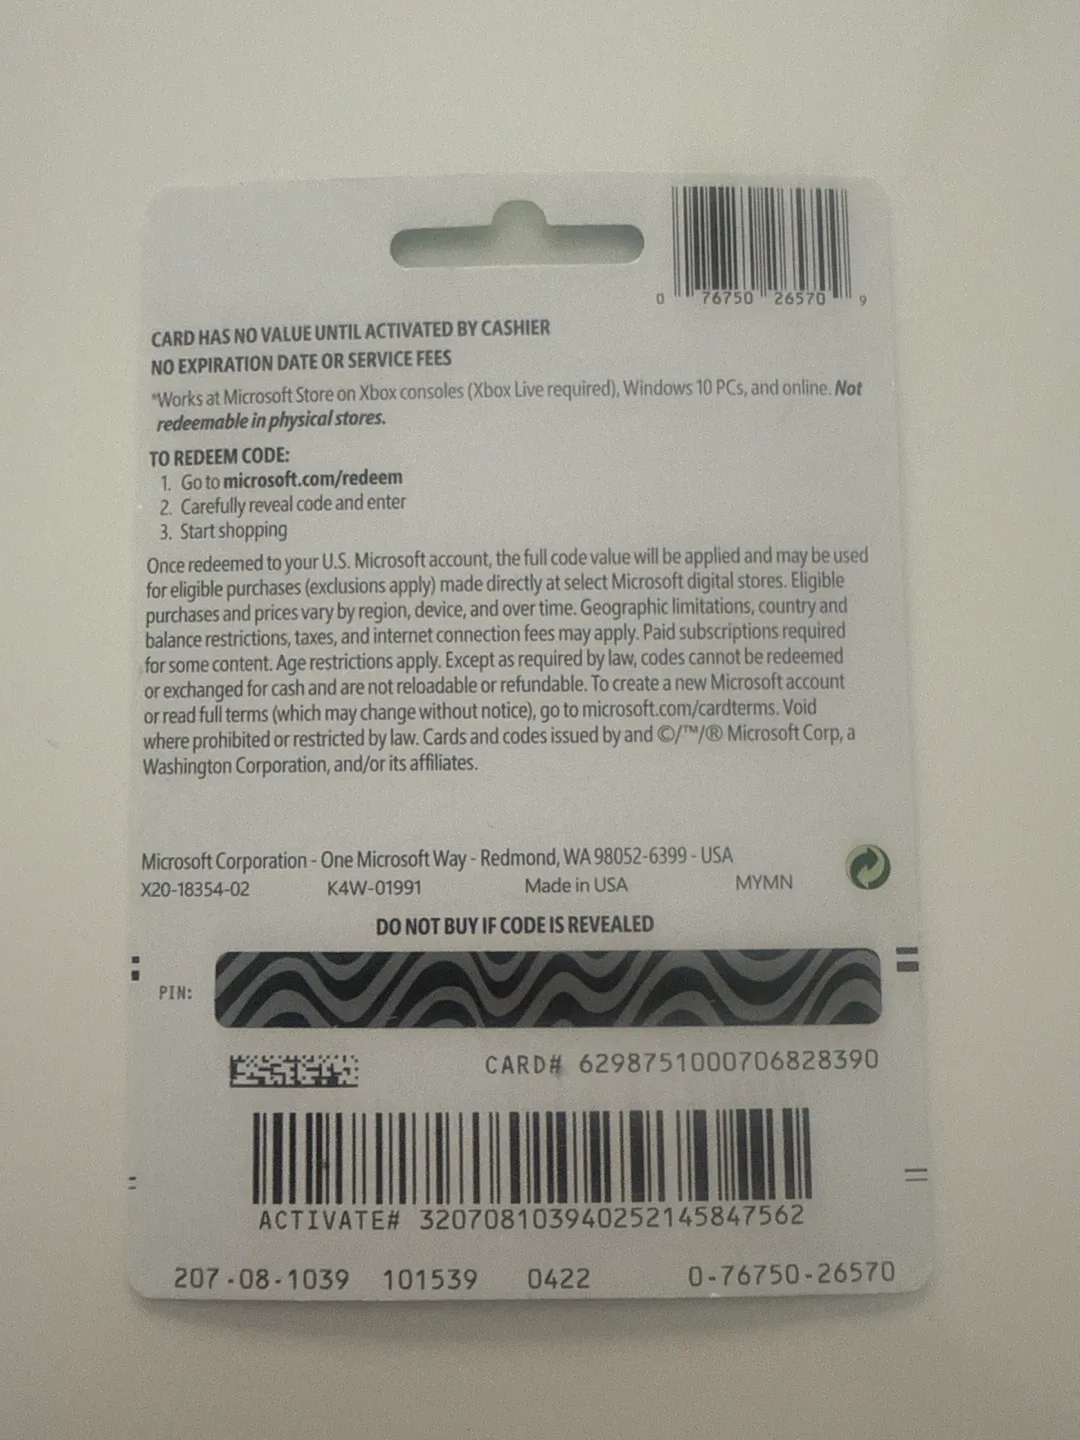 0 76750 26570 9
CARD HAS NO VALUE UNTIL ACTIVATED BY CASHIER
NO EXPIRATION DATE OR SERVICE FEES
*Works at Microsoft Store on Xbox consoles (Xbox Live required), Windows 10 PCs, and online. Not
redeemable in physical stores.
TO REDEEM CODE:
1. Go to microsoft.com/redeem
2. Carefully reveal code and enter
3. Start shopping
Once redeemed to your U.S. Microsoft account, the full code value will be applied and may be used
for eligible purchases (exclusions apply) made directly at select Microsoft digital stores. Eligible
purchases and prices vary by region, device, and over time. Geographic limitations, country and
balance restrictions, taxes, and internet connection fees may apply. Paid subscriptions required
for some content. Age restrictions apply. Except as required by law, codes cannot be redeemed
or exchanged for cash and are not reloadable or refundable. To create a new Microsoft account
or read full terms (which may change without notice), go to microsoft.com/cardterms. Void
where prohibited or restricted by law. Cards and codes issued by and ©/™/® Microsoft Corp, a
Washington Corporation, and/or its affiliates.
Microsoft Corporation - One Microsoft Way - Redmond, WA 98052-6399 - USA
X20-18354-02 K4W-01991 Made in USA MYMN
DO NOT BUY IF CODE IS REVEALED
PIN:
CARD# 6298751000706828390
ACTIVATE# 320708103940252145847562
207-08-1039 101539 0422 0-76750-26570